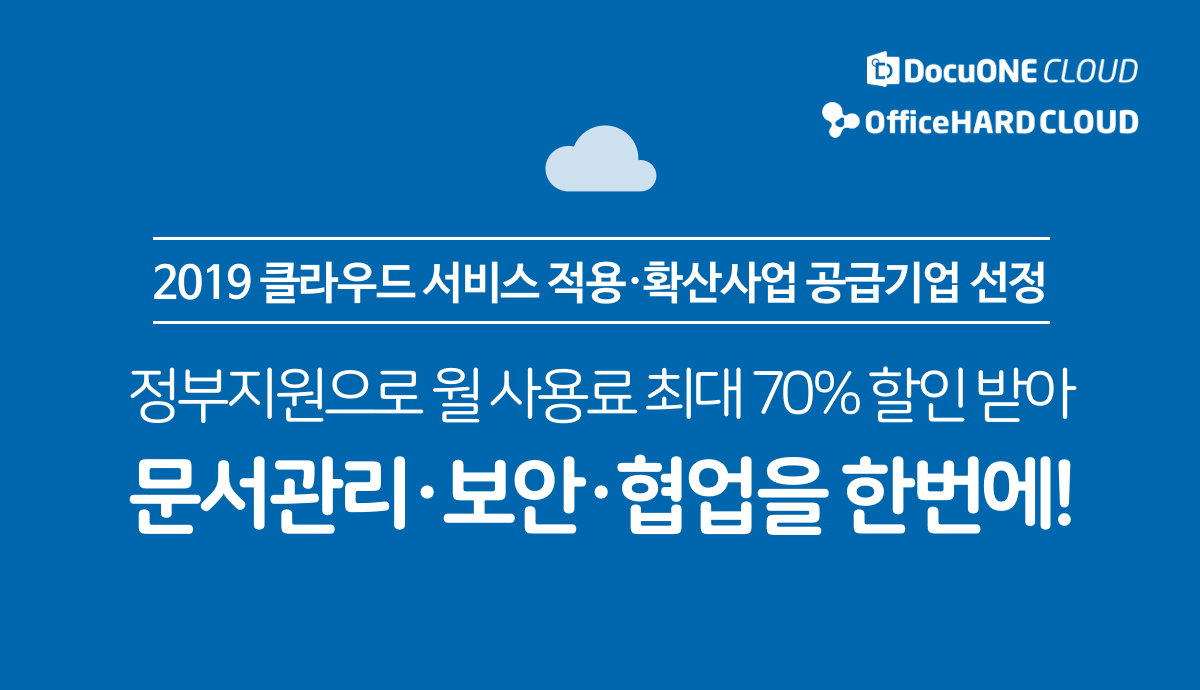 DocuONE CLOUD
OfficeHARD CLOUD
2019 클라우드 서비스 적용·확산사업 공급기업 선정
정부지원으로 월 사용료 최대 70% 할인 받아
문서관리·보안·협업을 한번에!